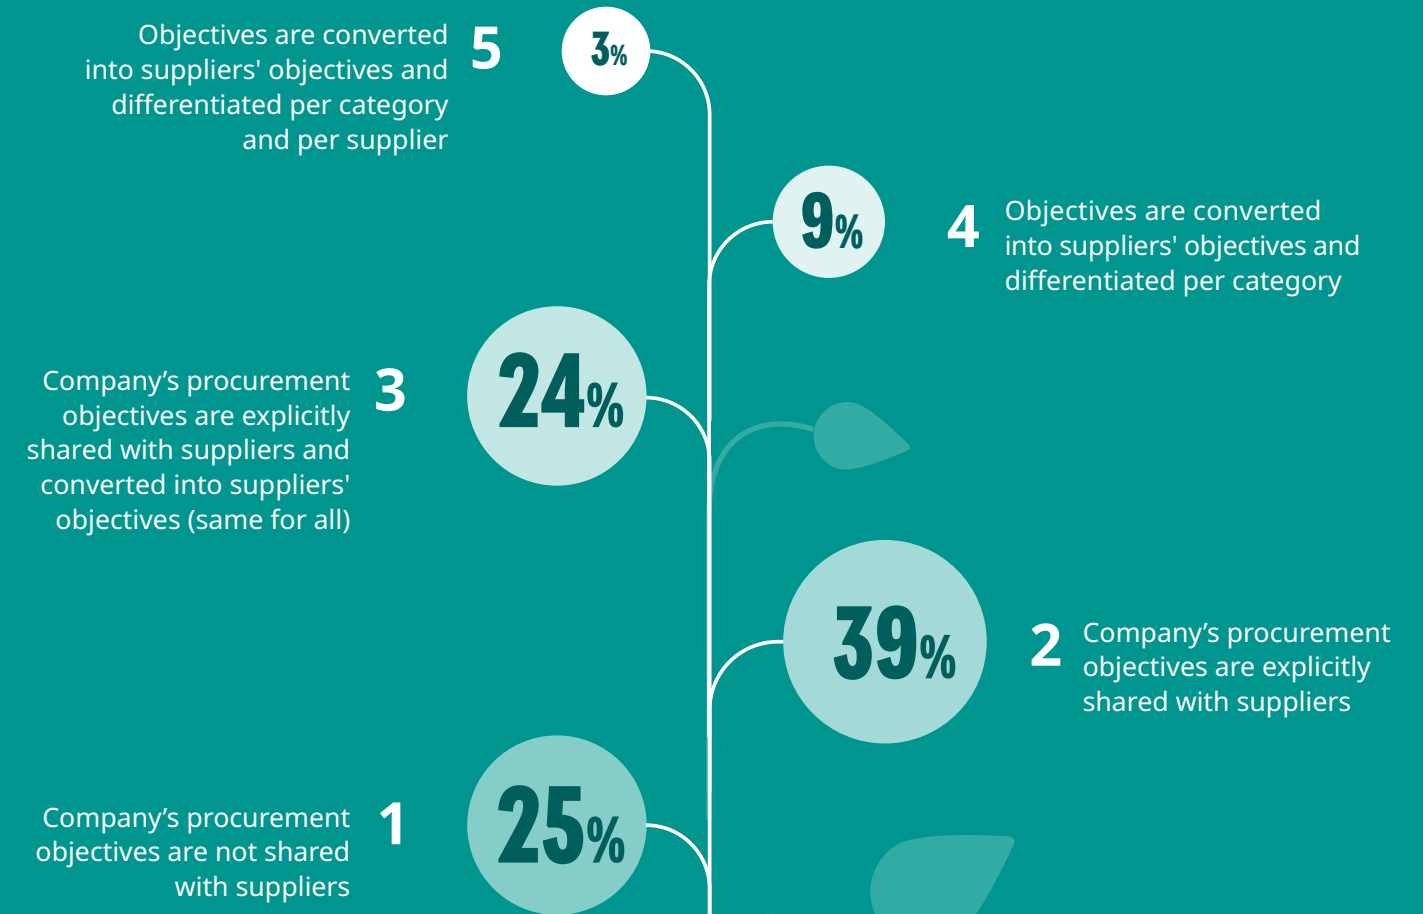 Objectives are converted
into suppliers' objectives and
differentiated per category
and per supplier
5
3%
9%
4
Objectives are converted
into suppliers' objectives and
differentiated per category
Company’s procurement
objectives are explicitly
shared with suppliers and
converted into suppliers'
objectives (same for all)
3
24%
39%
2
Company’s procurement
objectives are explicitly
shared with suppliers
Company’s procurement
objectives are not shared
with suppliers
1
25%